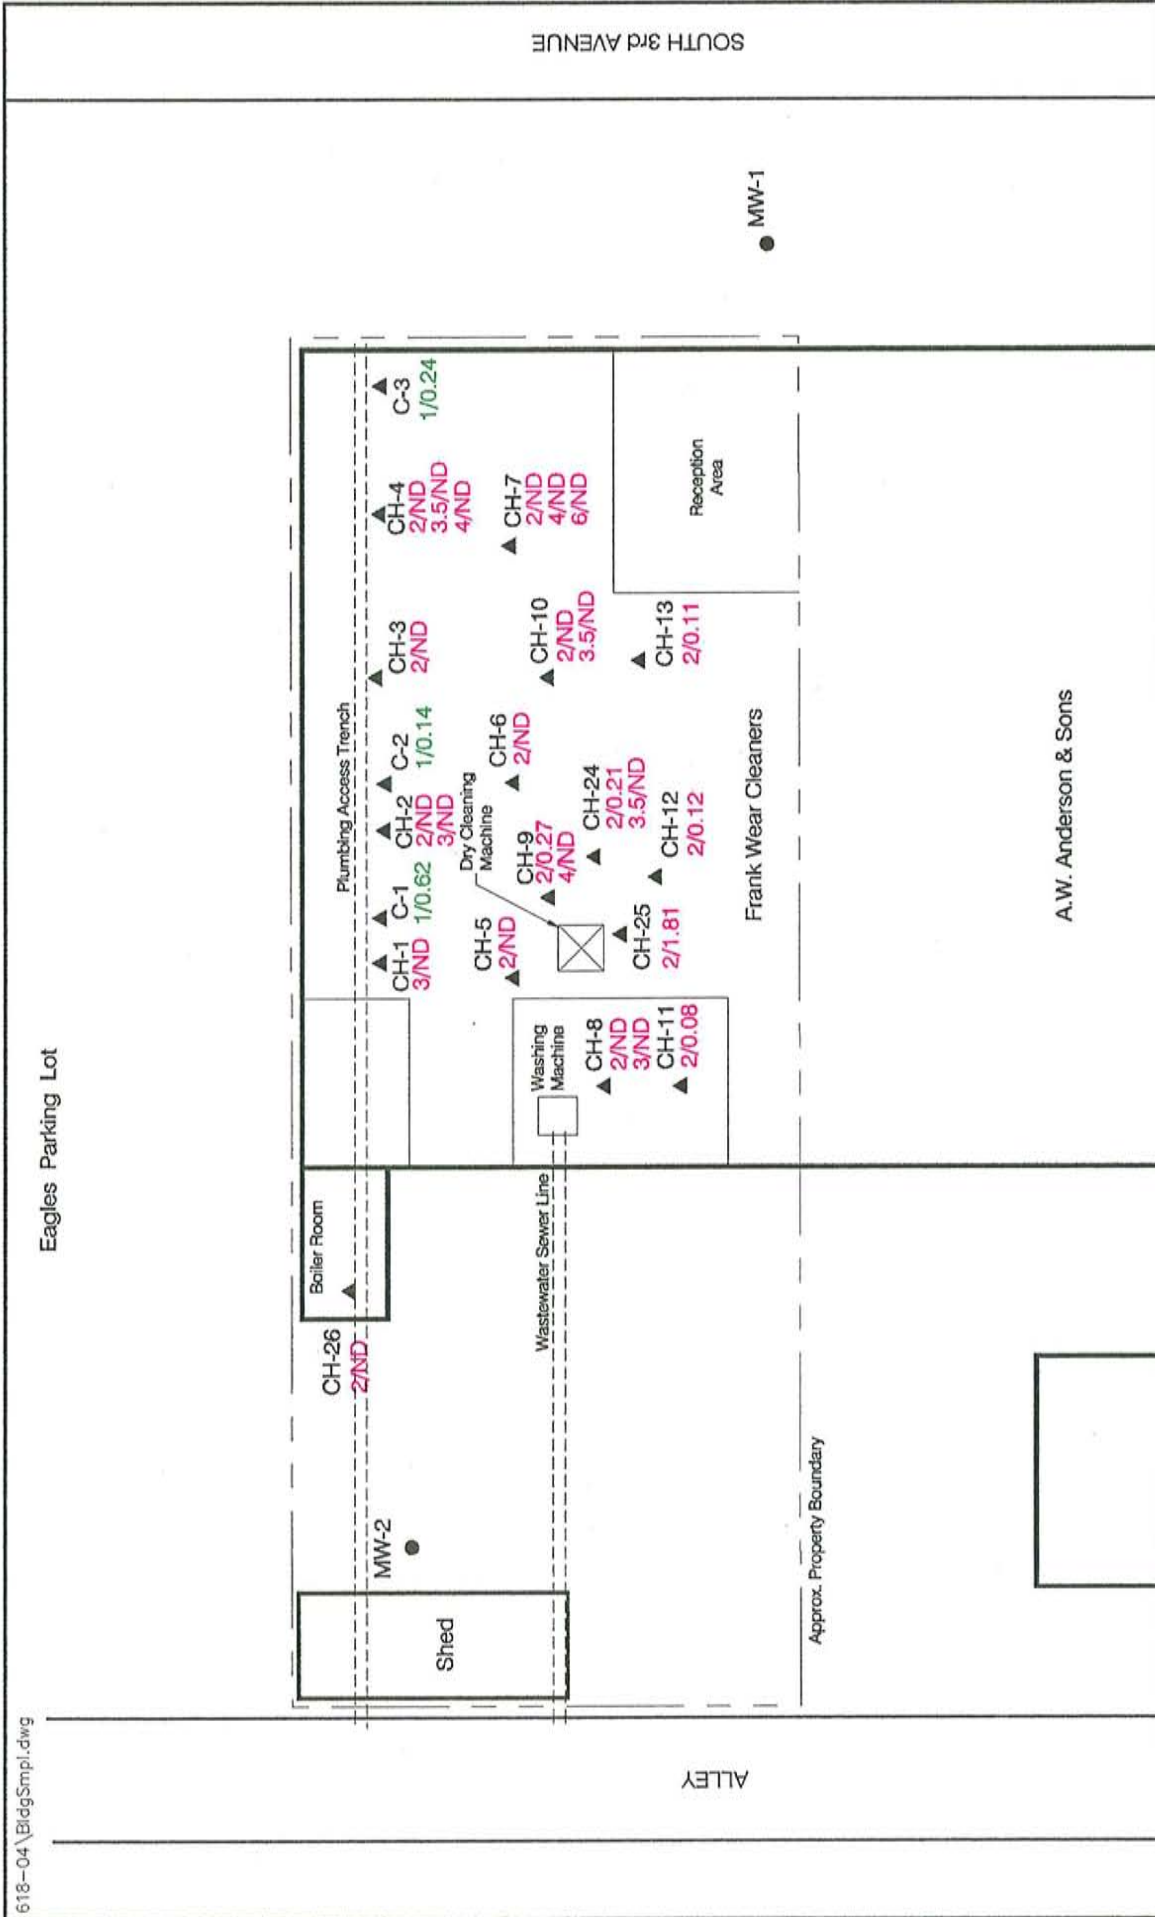 618-04\BldgSmpl.dwg
Eagles Parking Lot
SOUTH 3rd AVENUE
ALLEY
Shed
MW-2
CH-26
2/ND
Boiler Room
Plumbing Access Trench
Wastewater Sewer Line
Approx. Property Boundary
Washing
Machine
CH-8
2/ND
3/ND
CH-11
2/0.08
CH-1
3/ND
C-1
1/0.62
CH-2
2/ND
3/ND
C-2
1/0.14
CH-3
2/ND
CH-4
2/ND
3.5/ND
4/ND
C-3
1/0.24
CH-5
2/ND
Dry Cleaning
Machine
CH-6
2/ND
CH-7
2/ND
4/ND
6/ND
CH-9
2/0.27
4/ND
CH-10
2/ND
3.5/ND
CH-24
2/0.21
3.5/ND
CH-25
2/1.81
CH-12
2/0.12
CH-13
2/0.11
Reception
Area
Frank Wear Cleaners
A.W. Anderson & Sons
MW-1